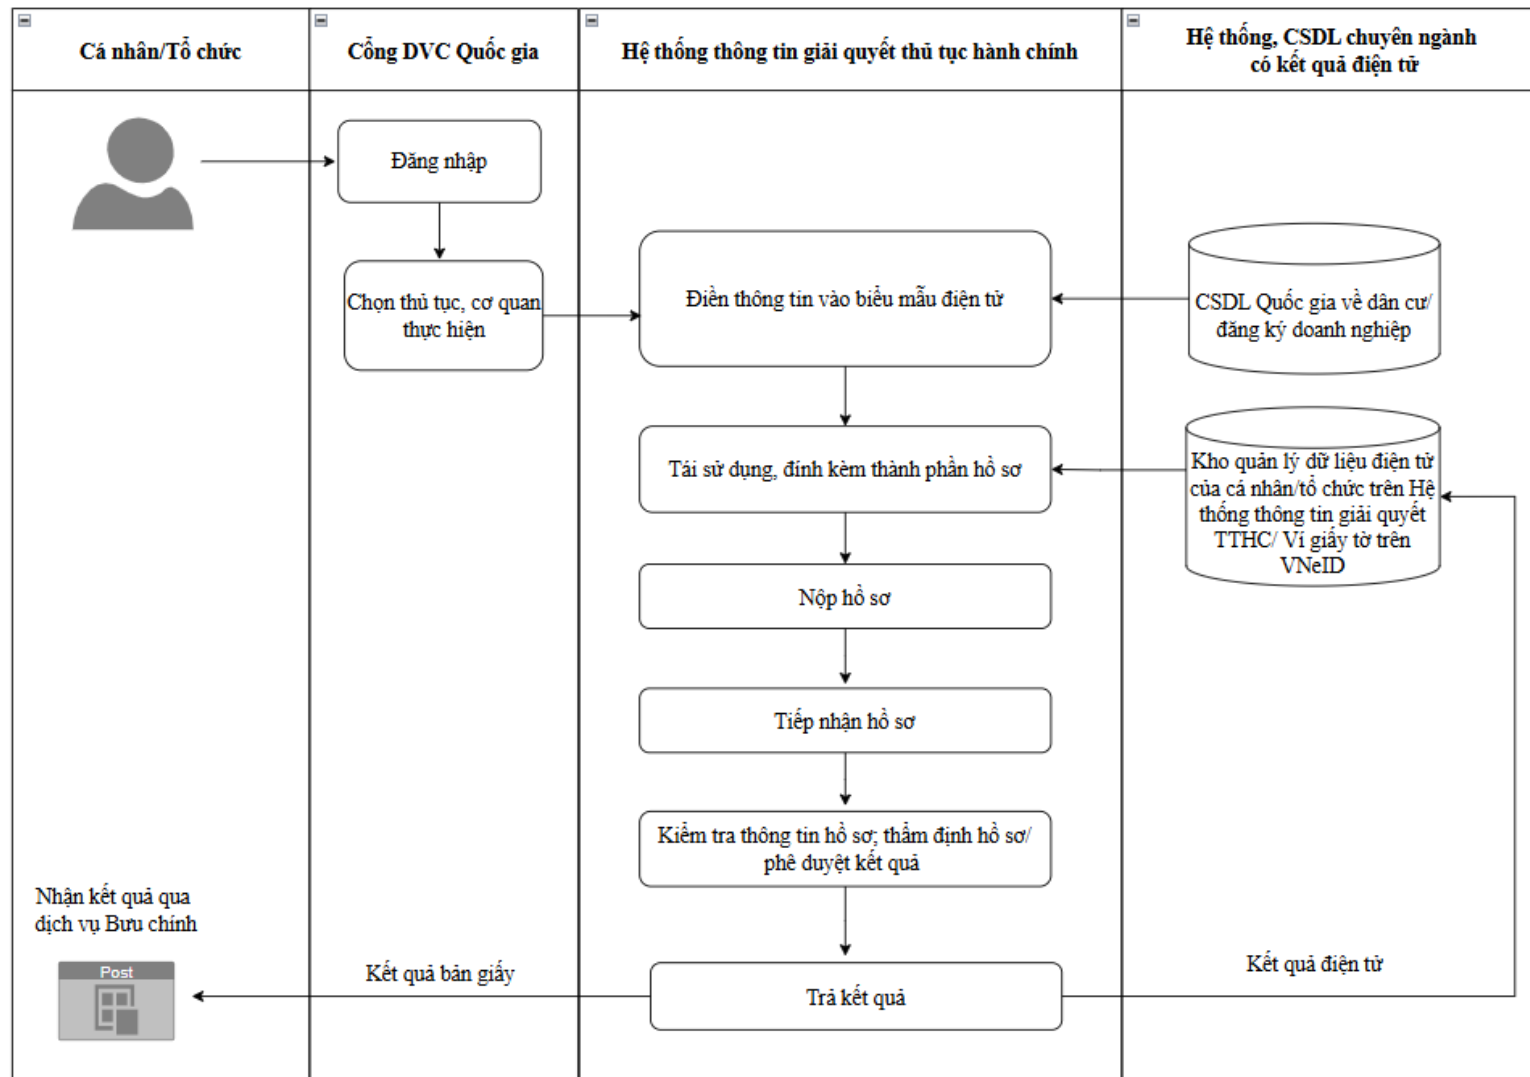 Cá nhân/Tổ chức
Cổng DVC Quốc gia
Hệ thống thông tin giải quyết thủ tục hành chính
Hệ thống, CSDL chuyên ngành
có kết quả điện tử
Đăng nhập
Chọn thủ tục, cơ quan
thực hiện
Điền thông tin vào biểu mẫu điện tử
CSDL Quốc gia về dân cư/
đăng ký doanh nghiệp
Tái sử dụng, đính kèm thành phần hồ sơ
Kho quản lý dữ liệu điện tử
của cá nhân/tổ chức trên Hệ
thống thông tin giải quyết
TTHC/ Ví giấy tờ trên
VNeID
Nộp hồ sơ
Tiếp nhận hồ sơ
Kiểm tra thông tin hồ sơ; thẩm định hồ sơ/
phê duyệt kết quả
Nhận kết quả qua
dịch vụ Bưu chính
Post
Kết quả bản giấy
Trả kết quả
Kết quả điện tử